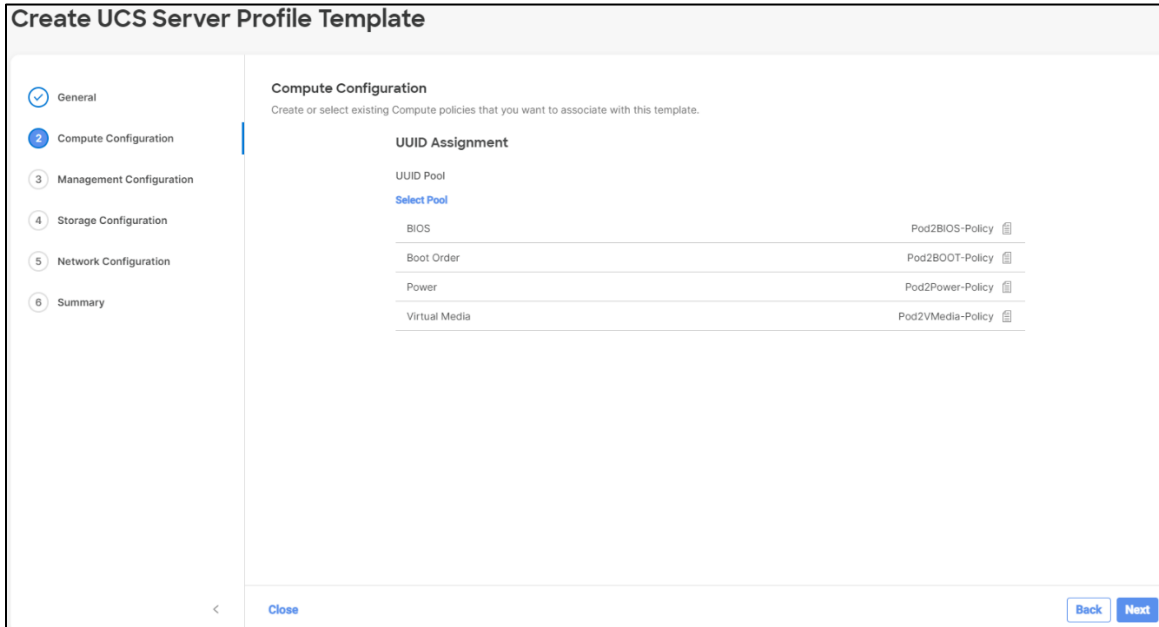 Create UCS Server Profile Template
General
2 Compute Configuration
3 Management Configuration
4 Storage Configuration
5 Network Configuration
6 Summary
Compute Configuration
Create or select existing Compute policies that you want to associate with this template.
UUID Assignment
UUID Pool
Select Pool
BIOS Pod2BIOS-Policy
Boot Order Pod2BOOT-Policy
Power Pod2Power-Policy
Virtual Media Pod2VMedia-Policy
Close Back Next